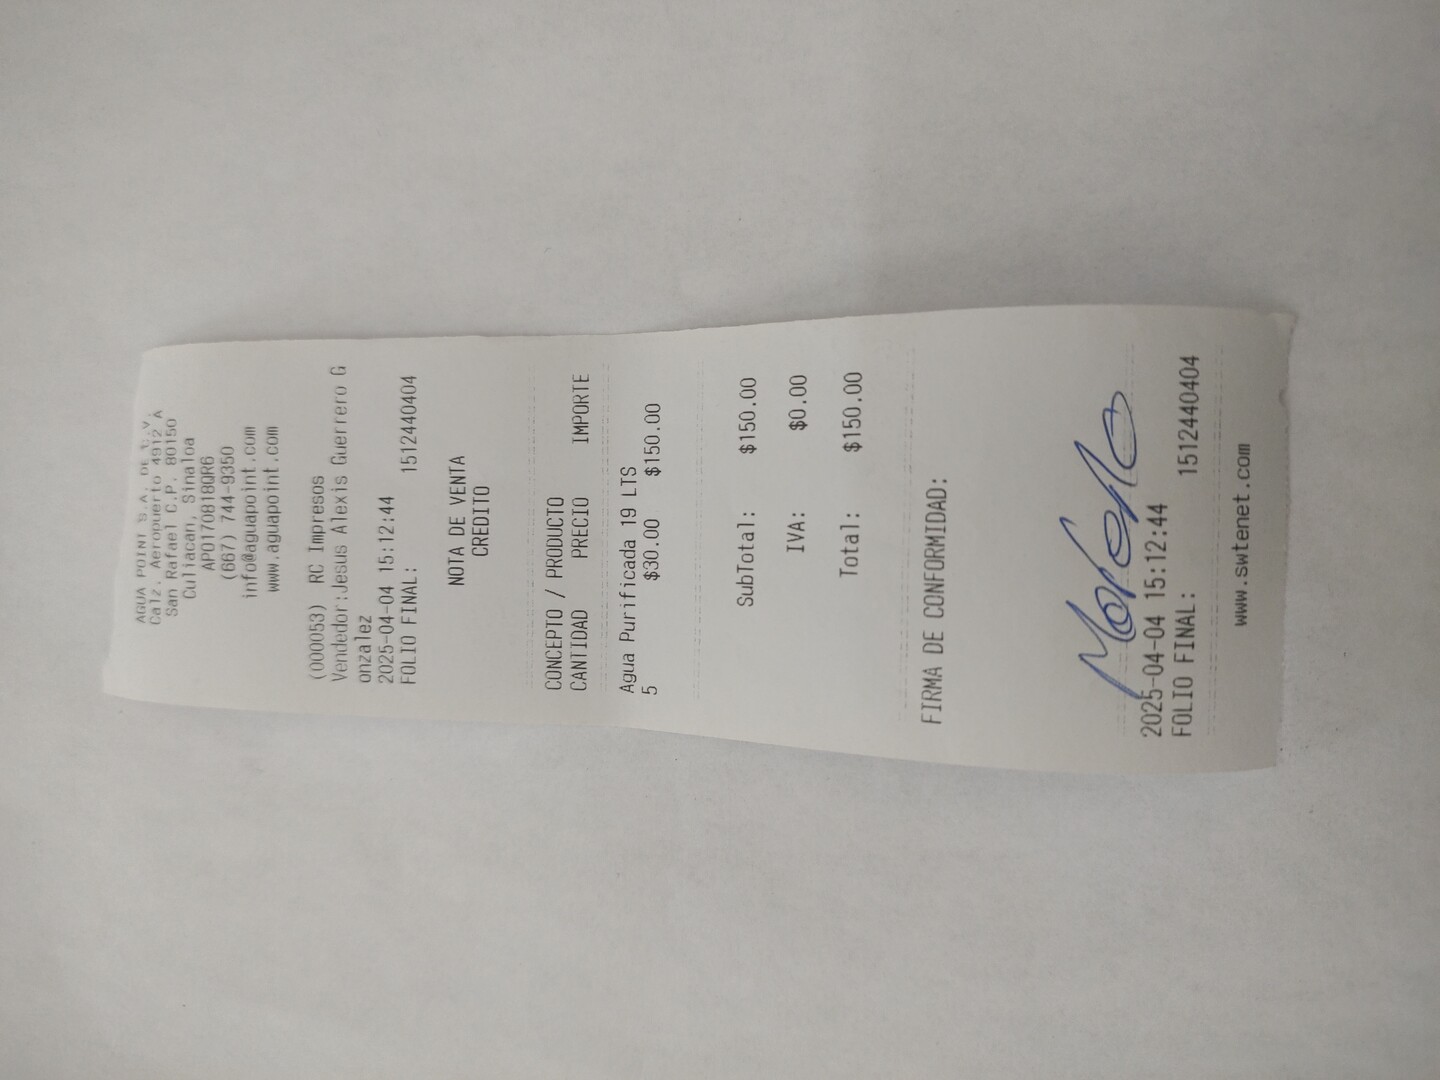 AGUA POINT S.A. DE C.V.
Calz. Aeropuerto 4912 A
San Rafael C.P. 80150
Culiacan, Sinaloa
APO170818QR6
(667) 744-9350
info@aguapoint.com
www.aguapoint.com
(000053) RC Impresos
Vendedor:Jesus Alexis Guerrero G
onzalez
2025-04-04 15:12:44
FOLIO FINAL: 1512440404
NOTA DE VENTA
CREDITO
CONCEPTO / PRODUCTO
CANTIDAD PRECIO IMPORTE
Agua Purificada 19 LTS
5 $30.00 $150.00
SubTotal: $150.00
IVA: $0.00
Total: $150.00
FIRMA DE CONFORMIDAD:
Moreno
2025-04-04 15:12:44
FOLIO FINAL: 1512440404
www.swtenet.com